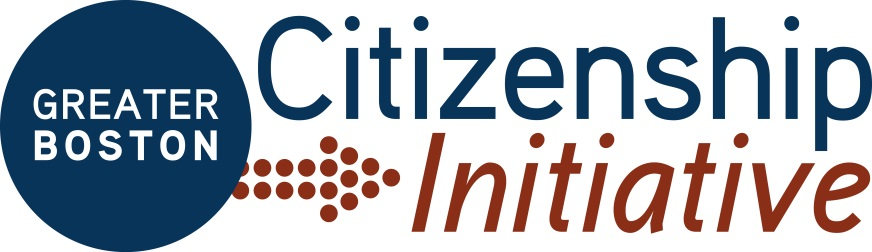 GREATER
BOSTON
Citizenship
Initiative